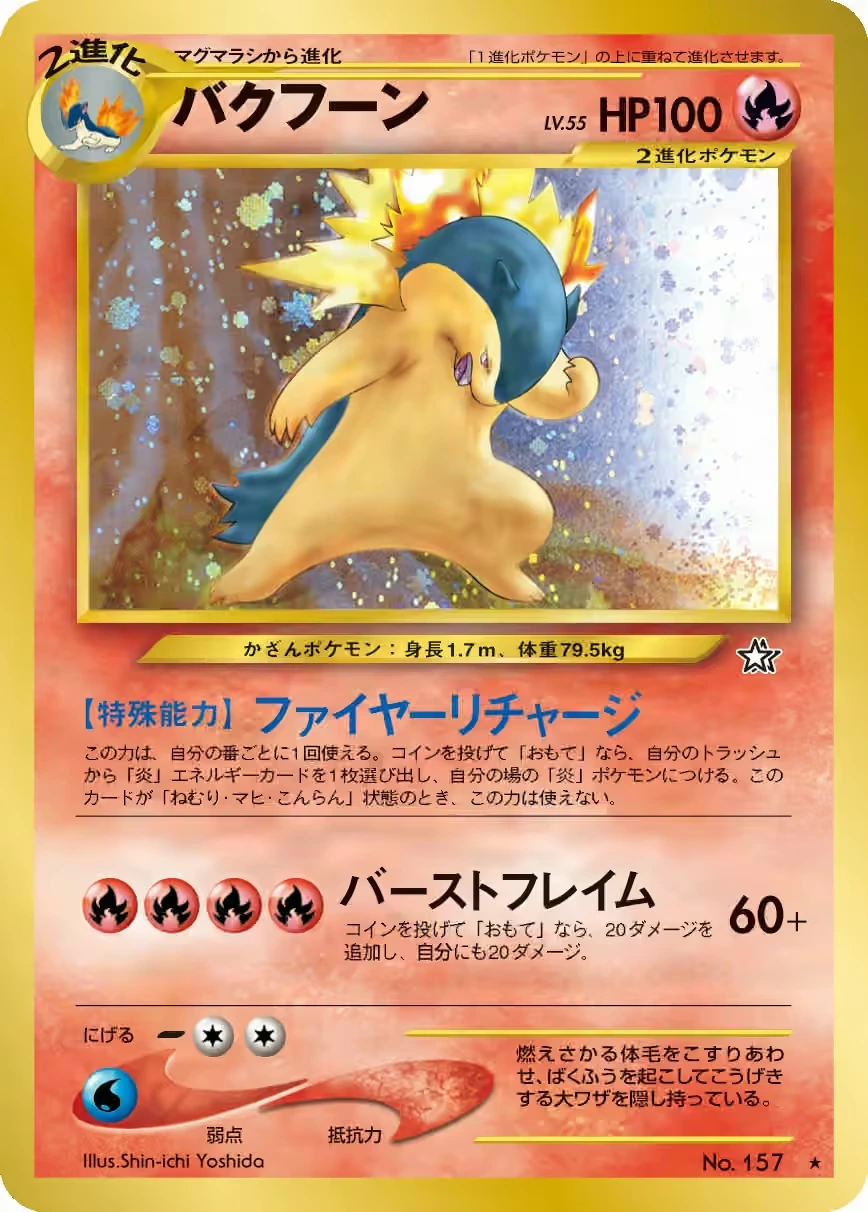 2進化
マグマラシから進化
「1進化ポケモン」の上に重ねて進化させます。
バクフーン
LV.55 HP100
2進化ポケモン
かざんポケモン：身長1.7m、体重79.5kg
【特殊能力】ファイヤーリチャージ
この力は、自分の番ごとに1回使える。コインを投げて「おもて」なら、自分のトラッシュ
から「炎」エネルギーカードを1枚選び出し、自分の場の「炎」ポケモンにつける。この
カードが「ねむり・マヒ・こんらん」状態のとき、この力は使えない。
バーストフレイム
60+
コインを投げて「おもて」なら、20ダメージを
追加し、自分にも20ダメージ。
にげる
燃えさかる体毛をこすりあわ
せ、ばくふうを起こしてこうげき
する大ワザを隠し持っている。
弱点
抵抗力
Illus.Shin-ichi Yoshida
No. 157 ★